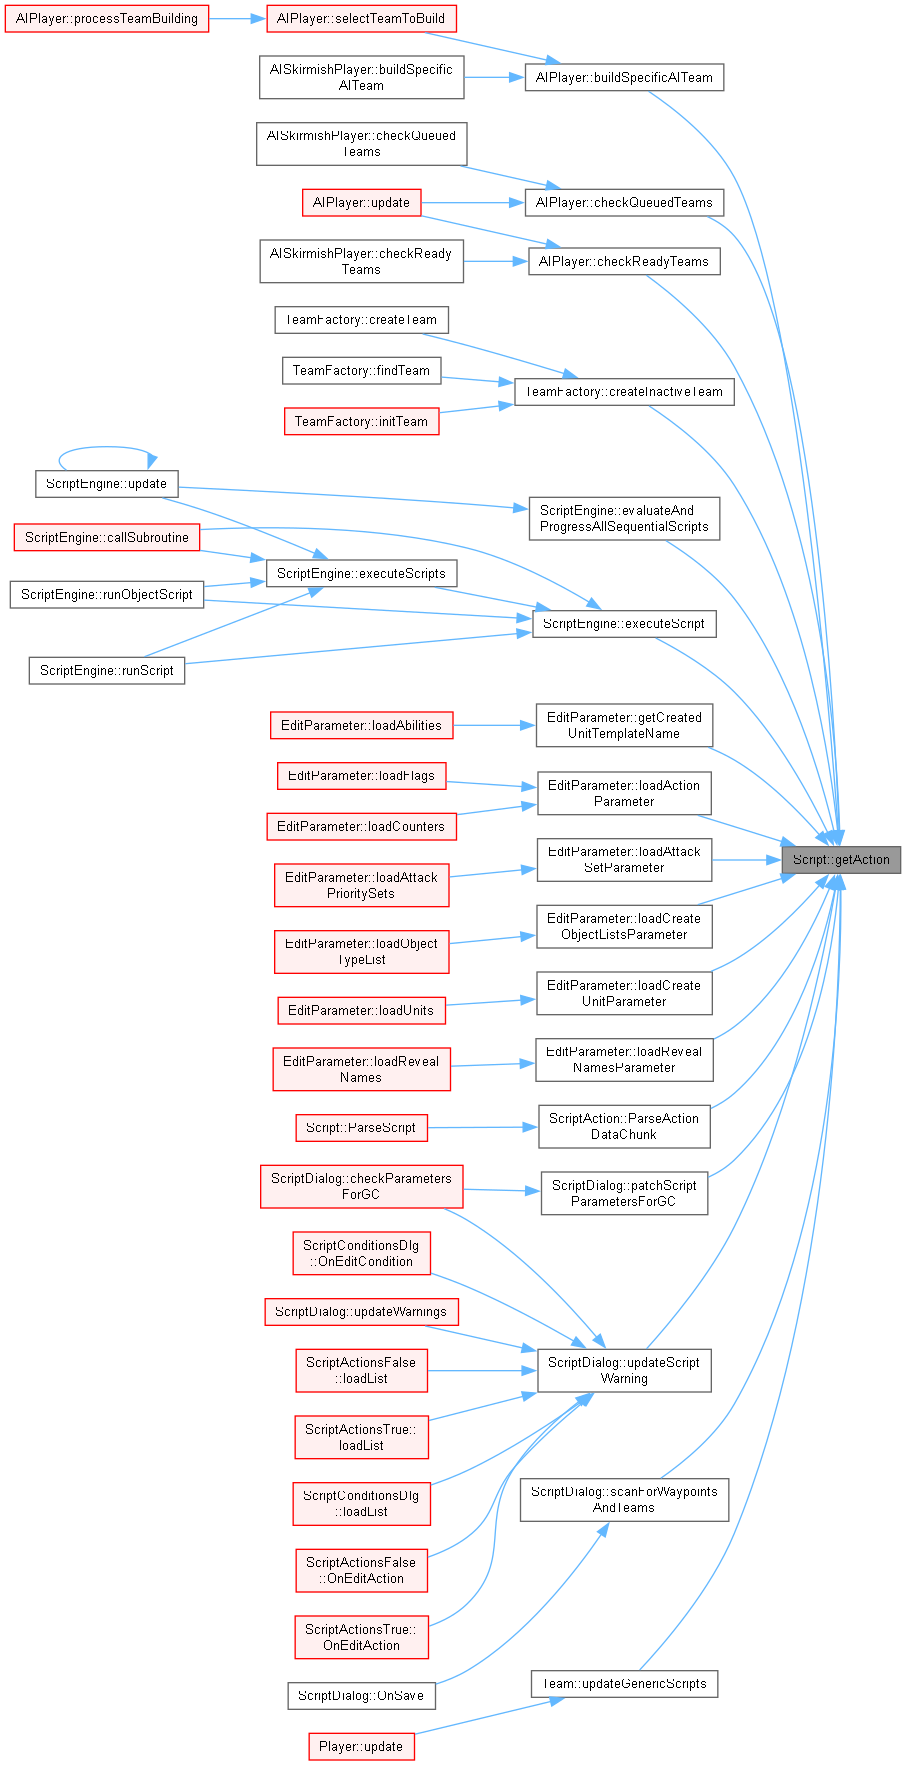 AIPlayer::processTeamBuilding
AIPlayer::selectTeamToBuild
AISkirmishPlayer::buildSpecific
AITeam
AIPlayer::buildSpecificAITeam
AISkirmishPlayer::checkQueued
Teams
AIPlayer::update
AIPlayer::checkQueuedTeams
AISkirmishPlayer::checkReady
Teams
AIPlayer::checkReadyTeams
TeamFactory::createTeam
TeamFactory::findTeam
TeamFactory::createInactiveTeam
TeamFactory::initTeam
ScriptEngine::update
ScriptEngine::evaluateAnd
ProgressAllSequentialScripts
ScriptEngine::callSubroutine
ScriptEngine::executeScripts
ScriptEngine::runObjectScript
ScriptEngine::executeScript
ScriptEngine::runScript
EditParameter::loadAbilities
EditParameter::getCreated
UnitTemplateName
EditParameter::loadFlags
EditParameter::loadAction
Parameter
EditParameter::loadCounters
Script::getAction
EditParameter::loadAttack
PrioritySets
EditParameter::loadAttack
SetParameter
EditParameter::loadObject
TypeList
EditParameter::loadCreate
ObjectListsParameter
EditParameter::loadUnits
EditParameter::loadCreate
UnitParameter
EditParameter::loadReveal
Names
EditParameter::loadReveal
NamesParameter
Script::ParseScript
ScriptAction::ParseAction
DataChunk
ScriptDialog::checkParameters
ForGC
ScriptDialog::patchScript
ParametersForGC
ScriptConditionsDlg
::OnEditCondition
ScriptDialog::updateWarnings
ScriptActionsFalse
::loadList
ScriptDialog::updateScript
Warning
ScriptActionsTrue::
loadList
ScriptConditionsDlg
::loadList
ScriptDialog::scanForWaypoints
AndTeams
ScriptActionsFalse
::OnEditAction
ScriptActionsTrue::
OnEditAction
ScriptDialog::OnSave
Team::updateGenericScripts
Player::update